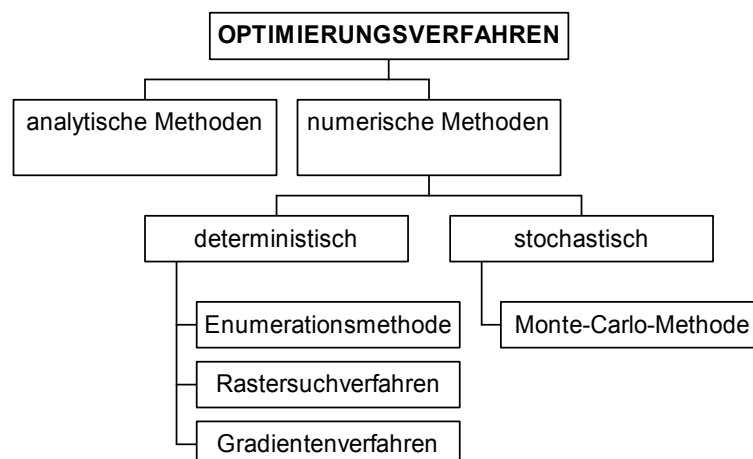 OPTIMIERUNGSVERFAHREN
analytische Methoden
numerische Methoden
deterministisch
stochastisch
Enumerationsmethode
Monte-Carlo-Methode
Rastersuchverfahren
Gradientenverfahren